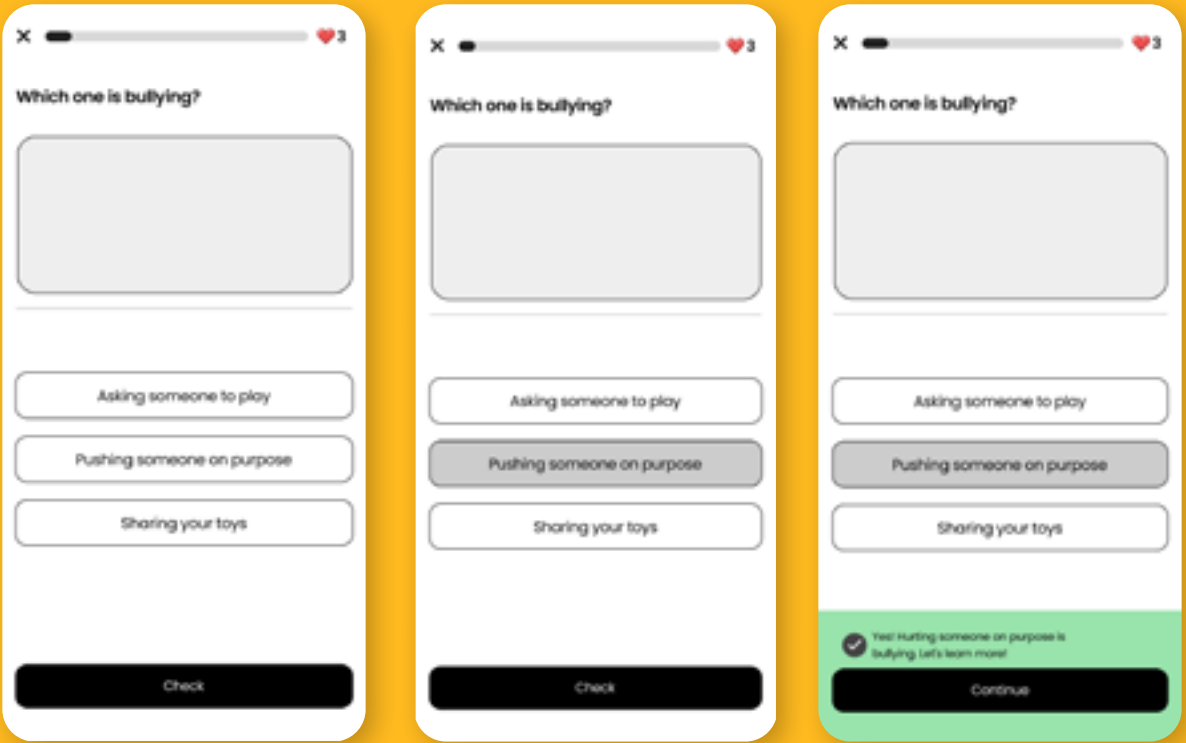 ✕ ❤️3
Which one is bullying?
Asking someone to play
Pushing someone on purpose
Sharing your toys
Check
✕ ❤️3
Which one is bullying?
Asking someone to play
Pushing someone on purpose
Sharing your toys
Check
✕ ❤️3
Which one is bullying?
Asking someone to play
Pushing someone on purpose
Sharing your toys
Yes! Hurting someone on purpose is
bullying. Let's learn more!
Continue